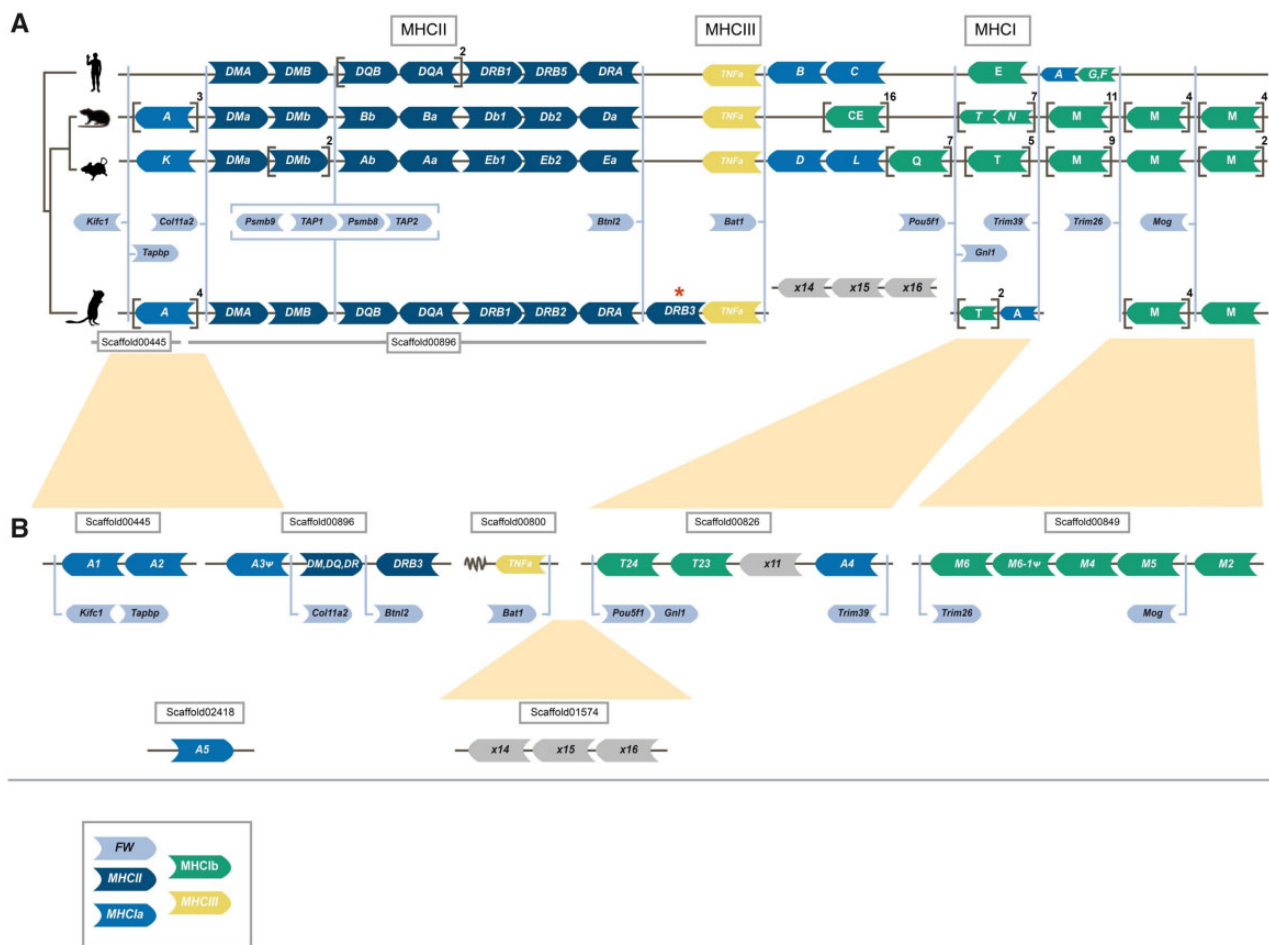 A
MHCII MHCIII MHCI
DMA DMB DQB DQA 2 DRB1 DRB5 DRA TNFa B C E A G,F
A 3 DMa DMb Bb Ba Db1 Db2 Da TNFa CE 16 T N 7 M 11 M 4 M 4
K DMa DMb 2 Ab Aa Eb1 Eb2 Ea TNFa D L Q 7 T 5 M 9 M M 2
Kifc1 Col11a2 Psmb9 TAP1 Psmb8 TAP2 Btnl2 Bat1 Pou5f1 Trim39 Trim26 Mog
Tapbp Gnl1
x14 x15 x16
A 4 DMA DMB DQB DQA DRB1 DRB2 DRA DRB3 * TNFa T 2 A M 4 M
Scaffold00445 Scaffold00896
B
Scaffold00445 Scaffold00896 Scaffold00800 Scaffold00826 Scaffold00849
A1 A2 A3ψ DM,DQ,DR DRB3 TNFa T24 T23 x11 A4 M6 M6-1ψ M4 M5 M2
Kifc1 Tapbp Col11a2 Btnl2 Bat1 Pou5f1 Gnl1 Trim39 Trim26 Mog
Scaffold02418 Scaffold01574
A5 x14 x15 x16
FW
MHCIb
MHCII
MHCIII
MHCIa